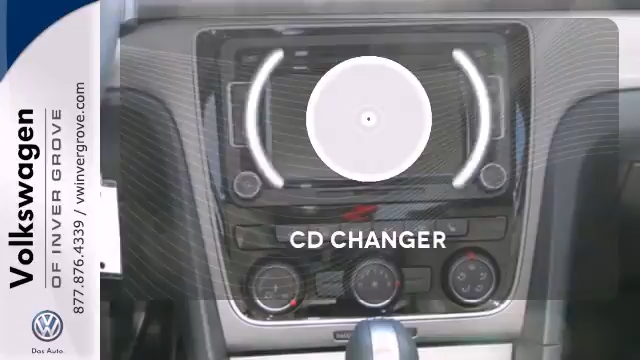 Volkswagen
OF INVER GROVE
877.876.4339 / vwinvergrove.com
Das Auto.
CD CHANGER